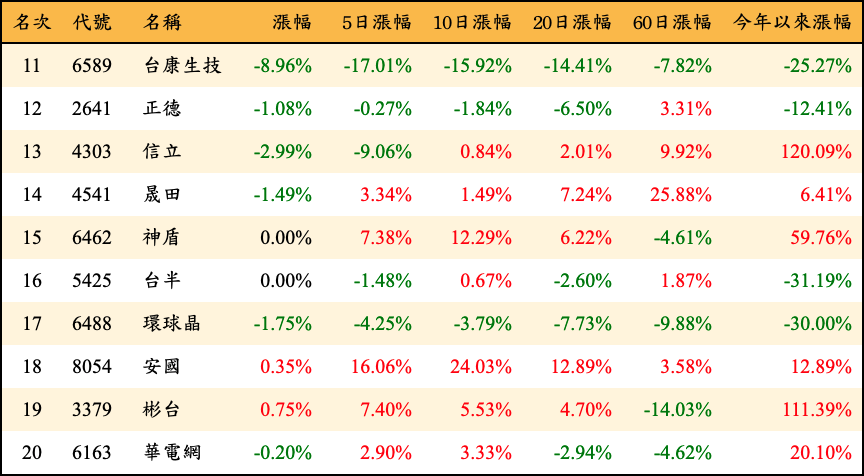 名次 代號 名稱 漲幅 5日漲幅 10日漲幅 20日漲幅 60日漲幅 今年以來漲幅
11 6589 台康生技 -8.96% -17.01% -15.92% -14.41% -7.82% -25.27%
12 2641 正德 -1.08% -0.27% -1.84% -6.50% 3.31% -12.41%
13 4303 信立 -2.99% -9.06% 0.84% 2.01% 9.92% 120.09%
14 4541 晟田 -1.49% 3.34% 1.49% 7.24% 25.88% 6.41%
15 6462 神盾 0.00% 7.38% 12.29% 6.22% -4.61% 59.76%
16 5425 台半 0.00% -1.48% 0.67% -2.60% 1.87% -31.19%
17 6488 環球晶 -1.75% -4.25% -3.79% -7.73% -9.88% -30.00%
18 8054 安國 0.35% 16.06% 24.03% 12.89% 3.58% 12.89%
19 3379 彬台 0.75% 7.40% 5.53% 4.70% -14.03% 111.39%
20 6163 華電網 -0.20% 2.90% 3.33% -2.94% -4.62% 20.10%